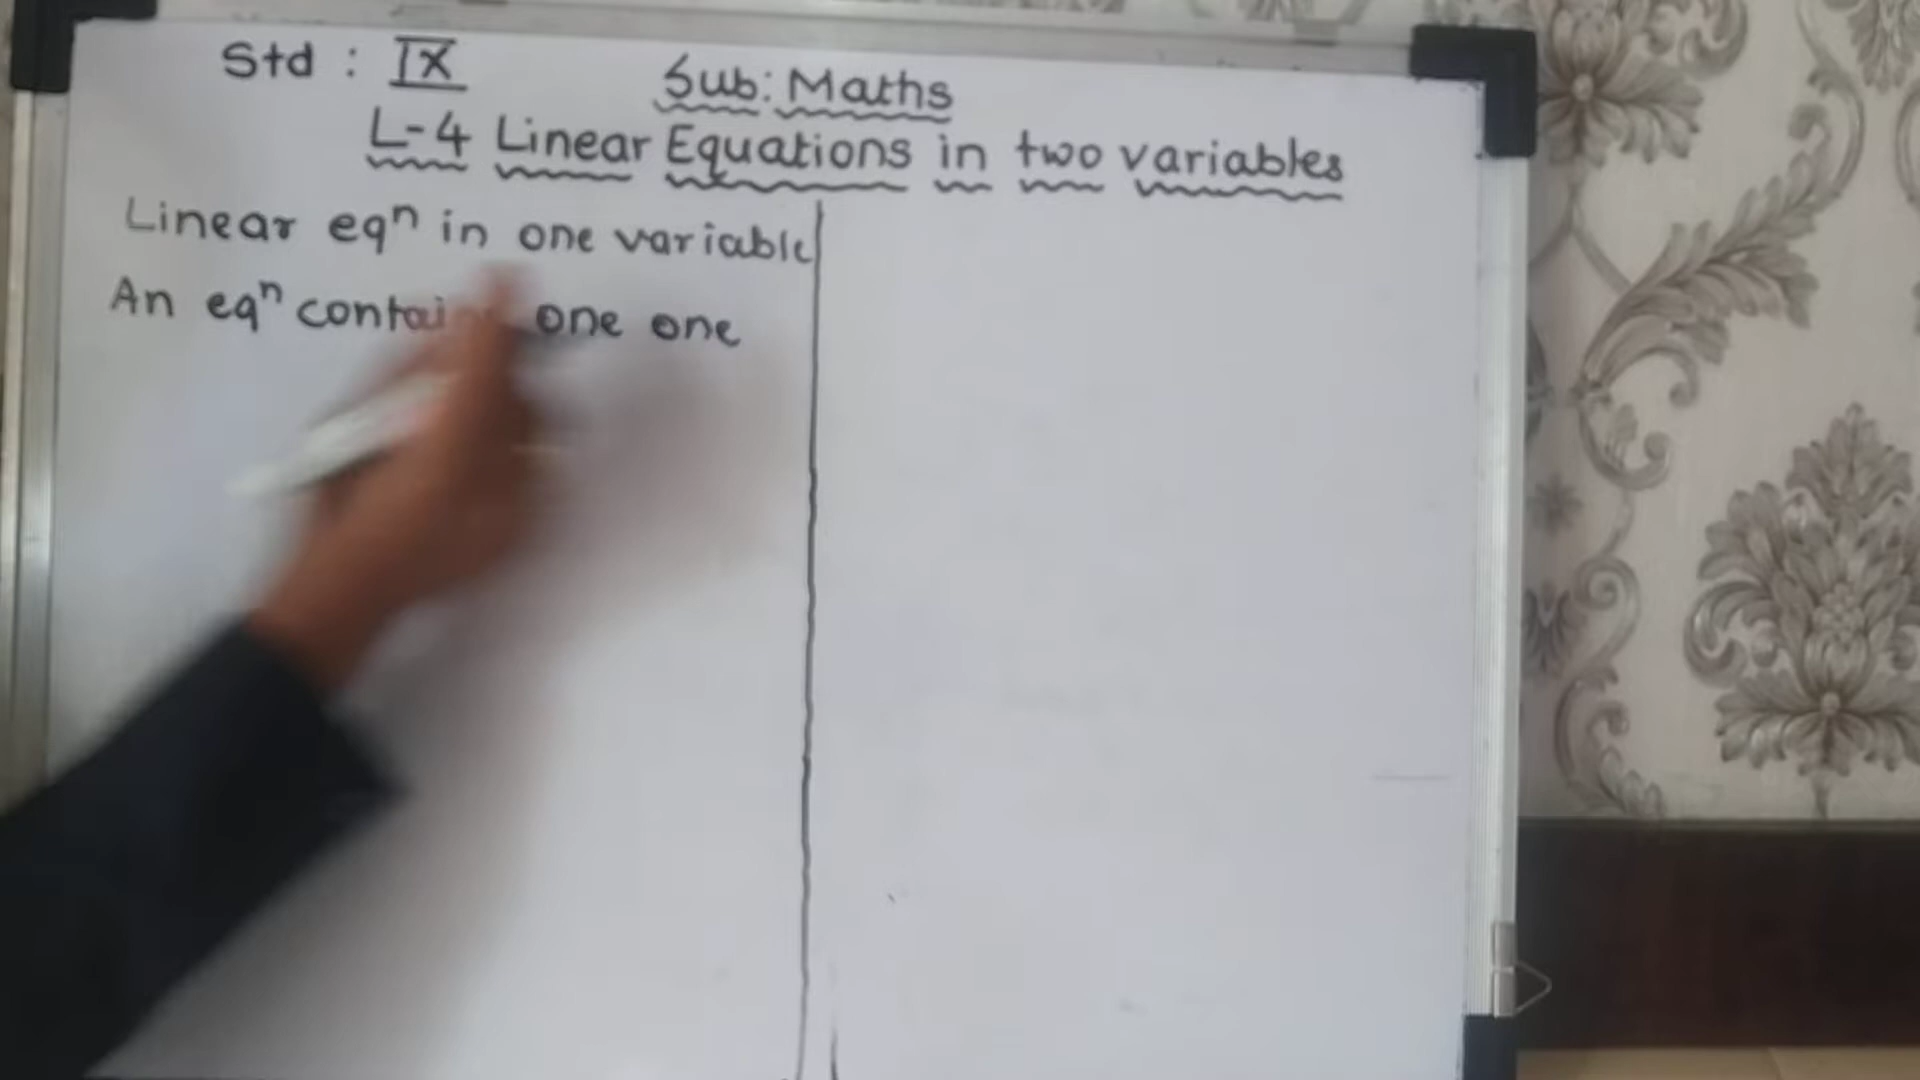 Std : IX
Sub: Maths
L-4 Linear Equations in two variables
Linear eqⁿ in one variable
An eqⁿ one one